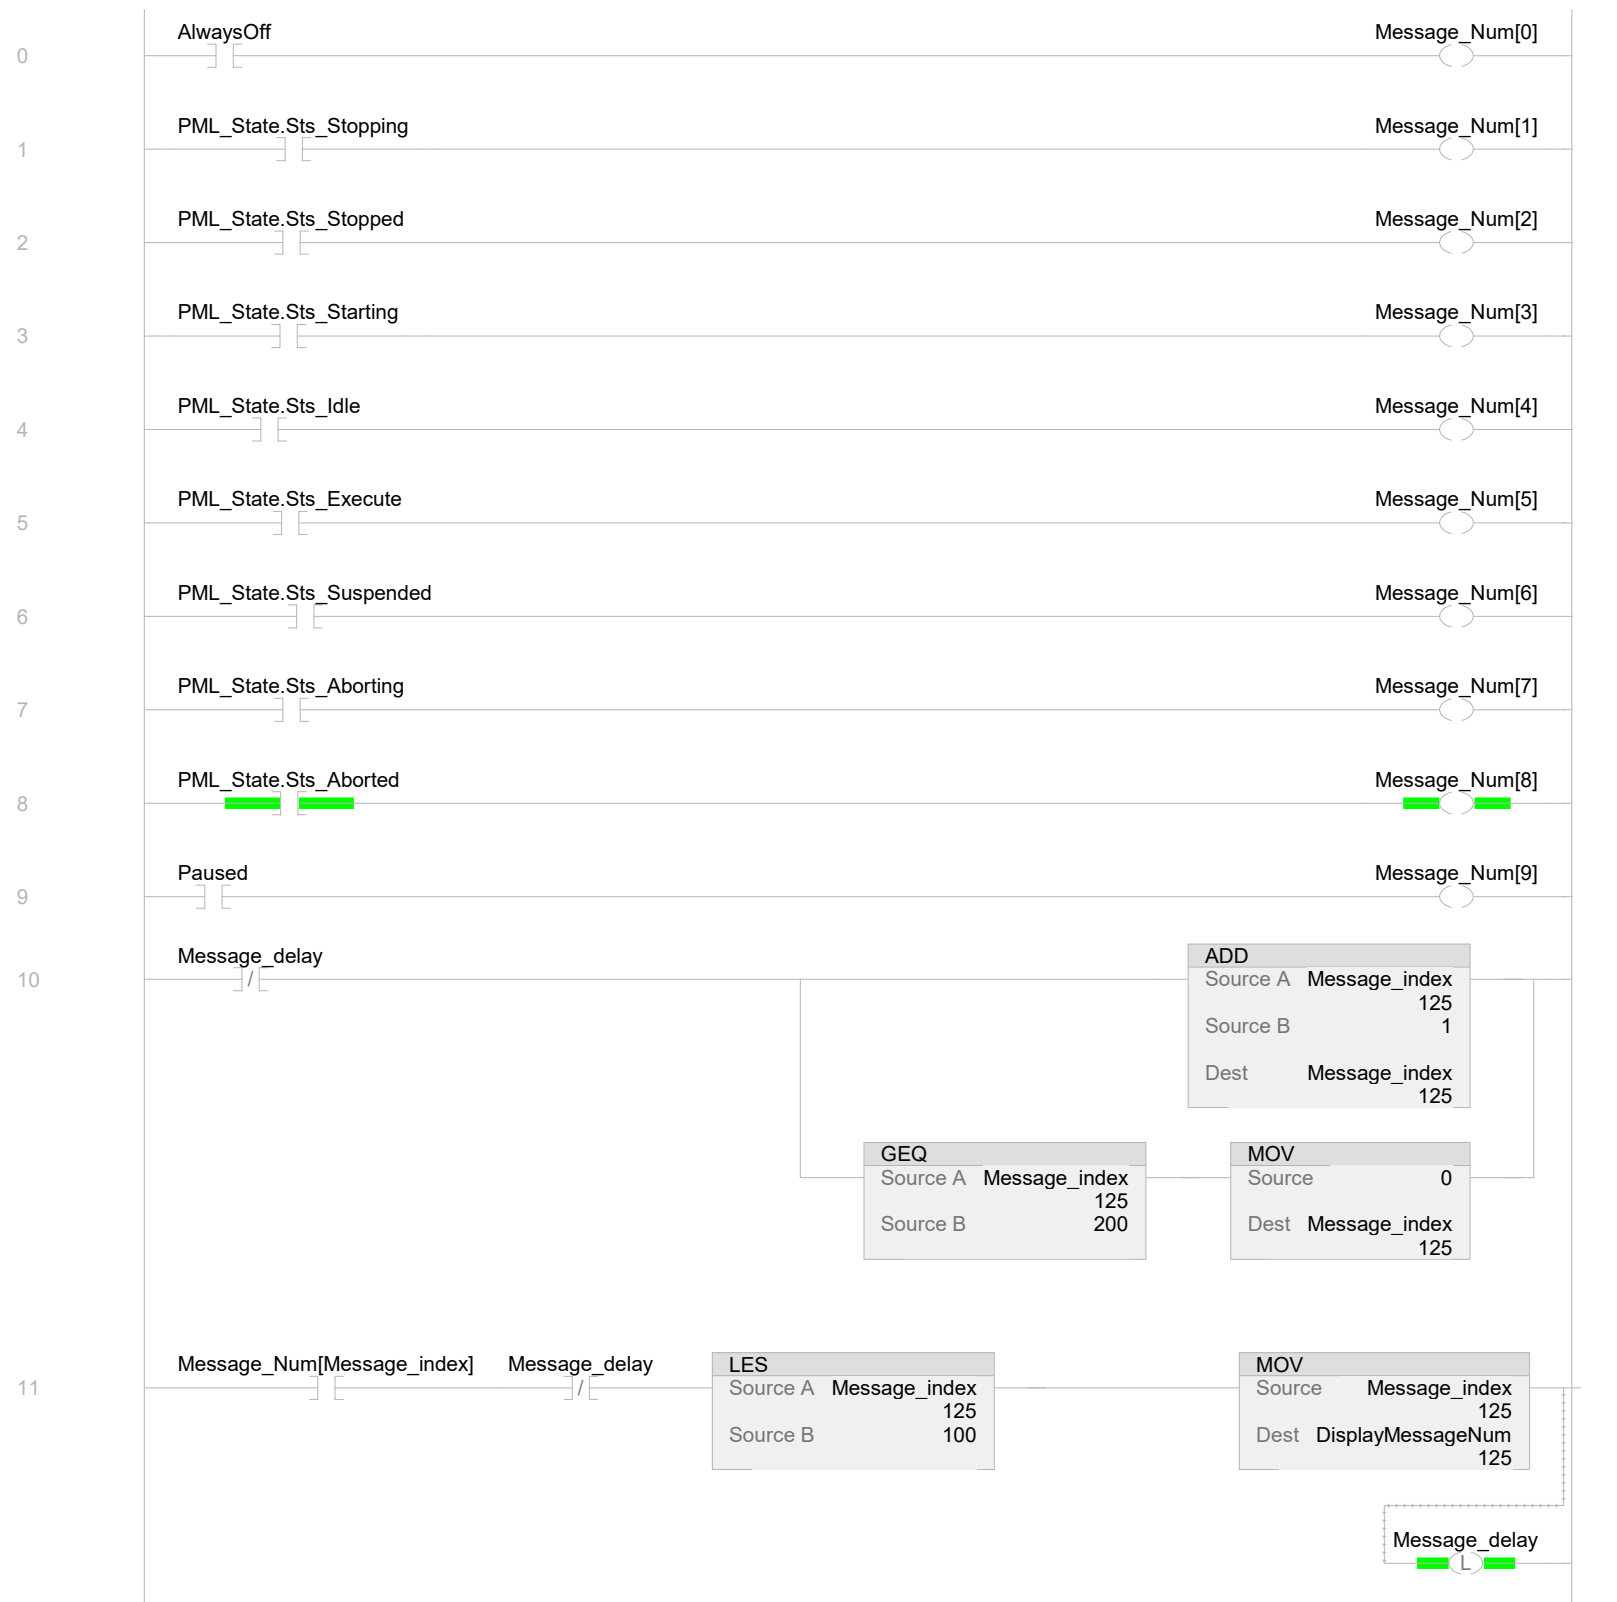 AlwaysOff Message_Num[0]
0
PML_State.Sts_Stopping Message_Num[1]
1
PML_State.Sts_Stopped Message_Num[2]
2
PML_State.Sts_Starting Message_Num[3]
3
PML_State.Sts_Idle Message_Num[4]
4
PML_State.Sts_Execute Message_Num[5]
5
PML_State.Sts_Suspended Message_Num[6]
6
PML_State.Sts_Aborting Message_Num[7]
7
PML_State.Sts_Aborted Message_Num[8]
8
Paused Message_Num[9]
9
Message_delay
10
/
ADD
Source A Message_index
125
Source B 1
Dest Message_index
125
GEQ
Source A Message_index
125
Source B 200
MOV
Source 0
Dest Message_index
125
Message_Num[Message_index] Message_delay
11
/
LES
Source A Message_index
125
Source B 100
MOV
Source Message_index
125
Dest DisplayMessageNum
125
Message_delay
L